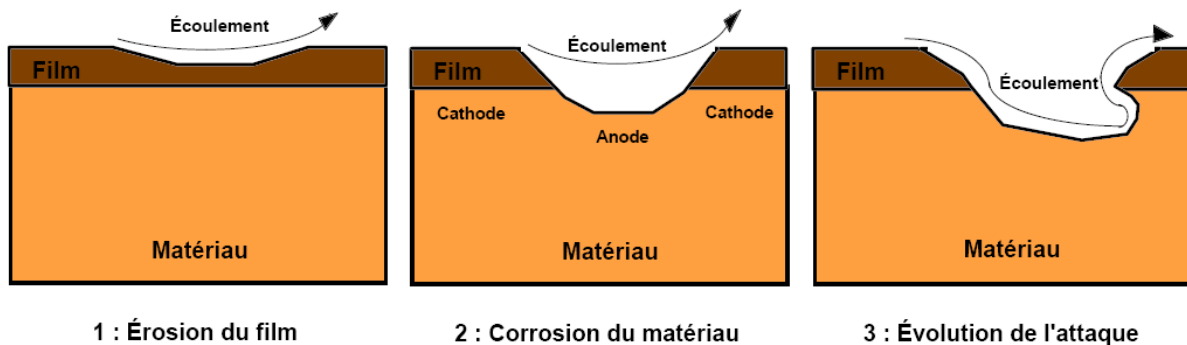 Écoulement
Film
Matériau
1 : Érosion du film
Écoulement
Film
Cathode
Cathode
Anode
Matériau
2 : Corrosion du matériau
Écoulement
Film
Matériau
3 : Évolution de l'attaque